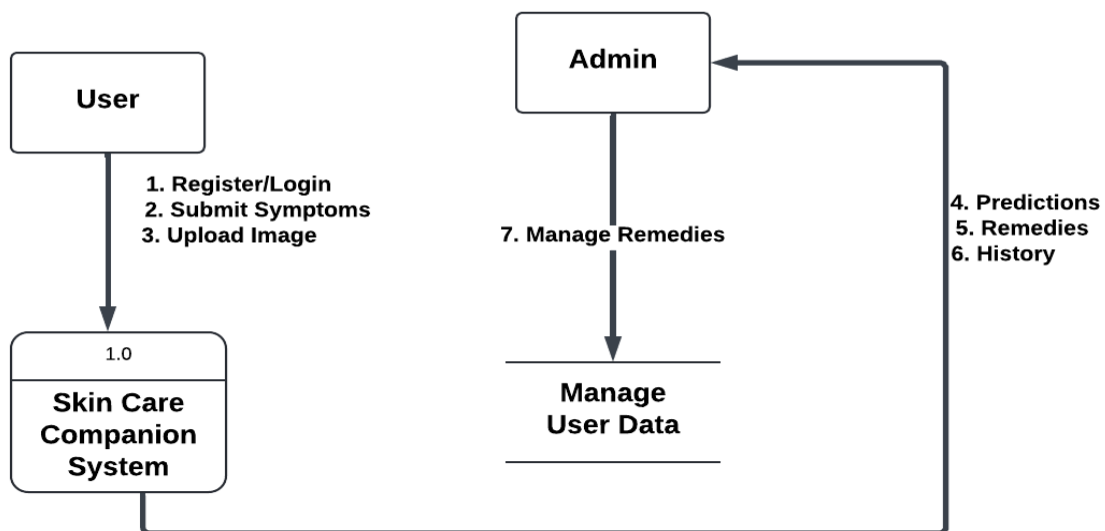 User
1. Register/Login
2. Submit Symptoms
3. Upload Image
1.0
Skin Care
Companion
System
Admin
7. Manage Remedies
Manage
User Data
4. Predictions
5. Remedies
6. History